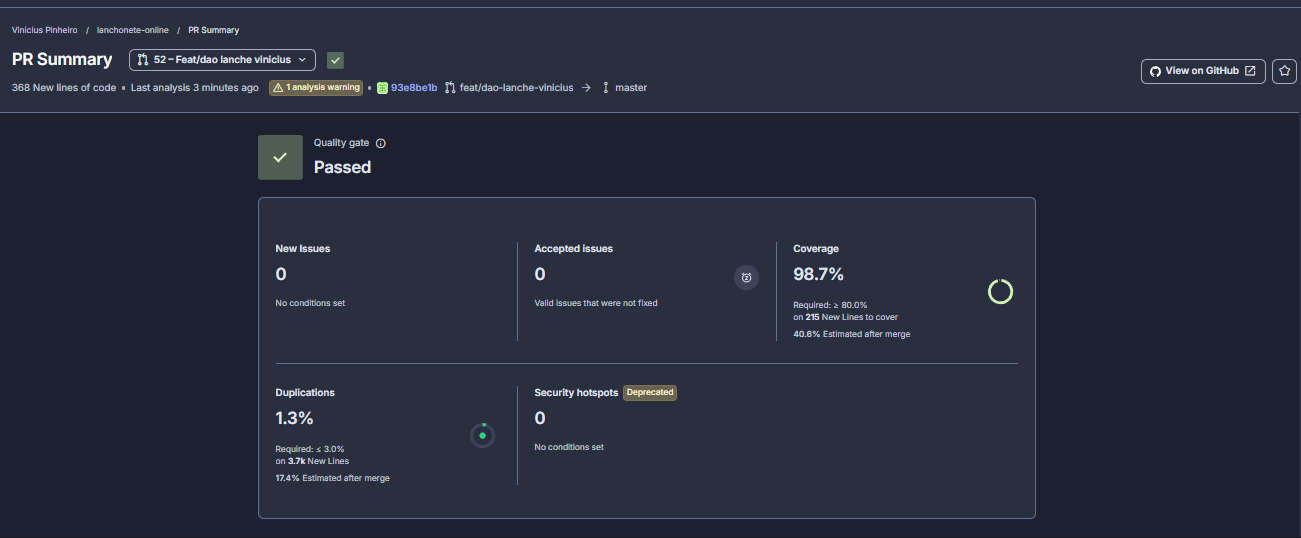 Vinicius Pinheiro / lanchonete-online / PR Summary
PR Summary 52 – Feat/dao lanche vinicius
View on GitHub
368 New lines of code • Last analysis 3 minutes ago 1 analysis warning • 93e8be1b feat/dao-lanche-vinicius → master
Quality gate
Passed
New Issues
0
No conditions set
Accepted issues
0
Valid issues that were not fixed
Coverage
98.7%
Required: ≥ 80.0%
on 215 New Lines to cover
40.6% Estimated after merge
Duplications
1.3%
Required: ≤ 3.0%
on 3.7k New Lines
17.4% Estimated after merge
Security hotspots Deprecated
0
No conditions set